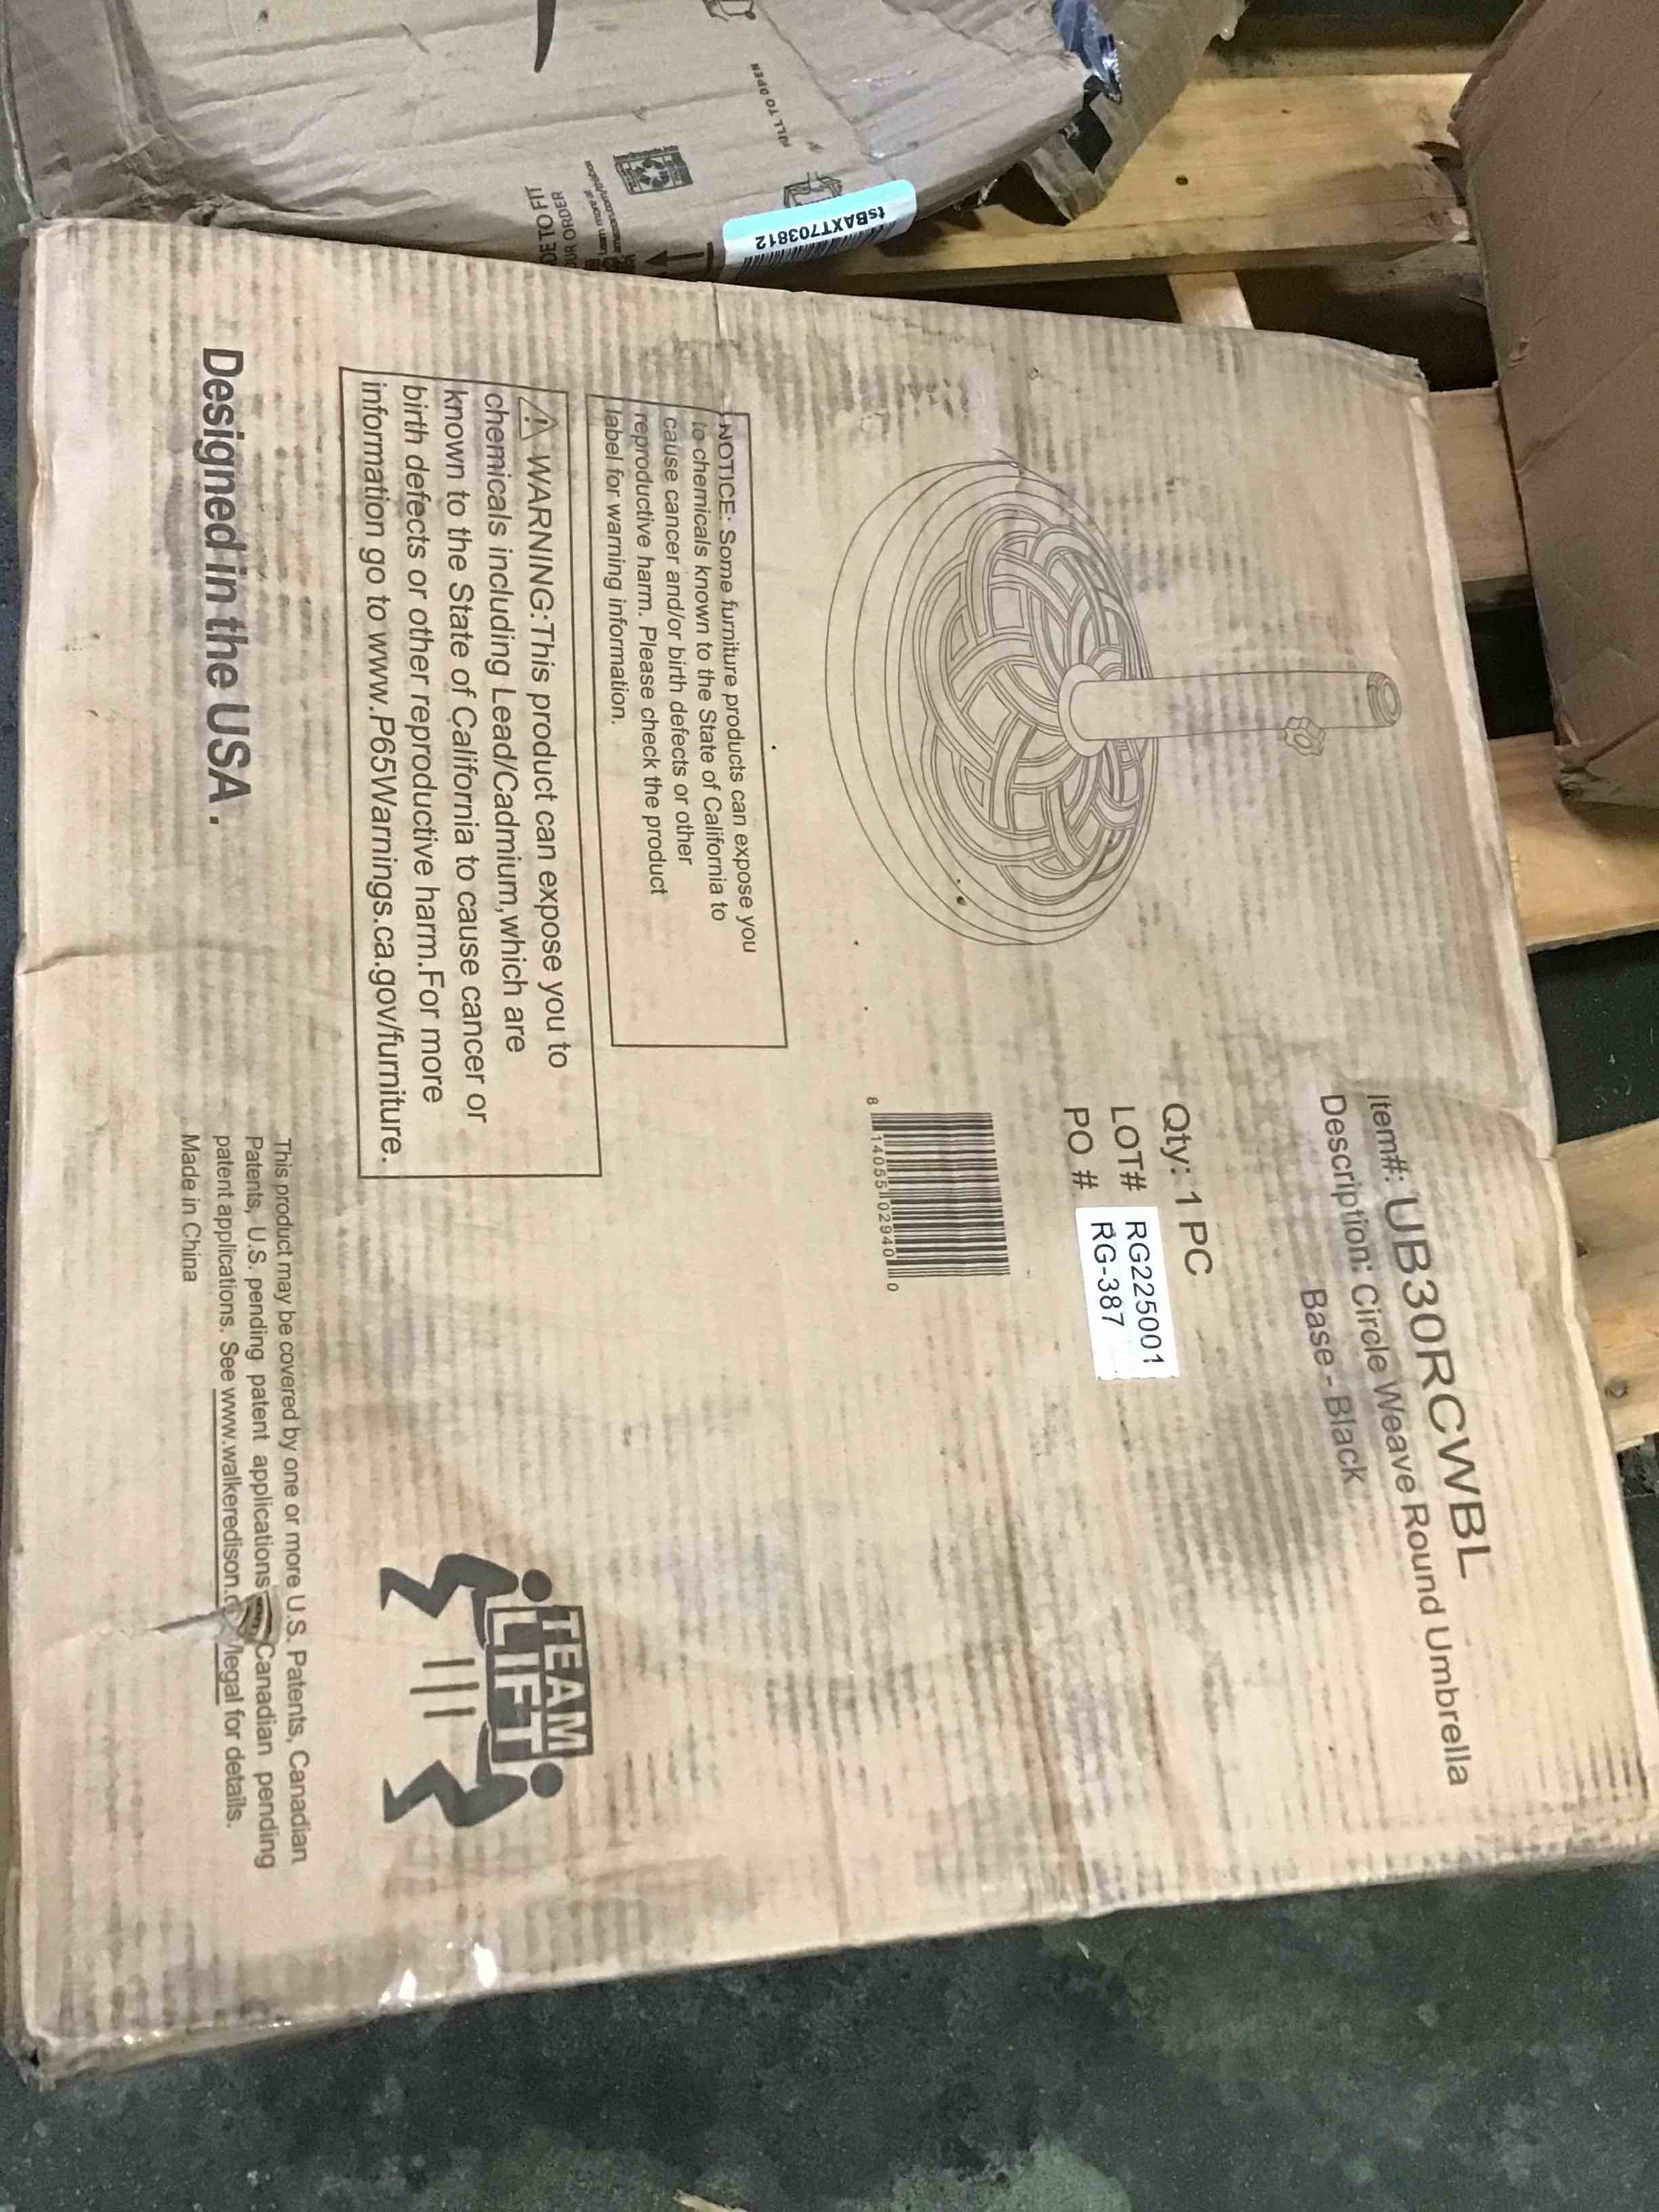 Item#: UB30RCWBL
Description: Circle Weave Round Umbrella
Base - Black
Qty: 1 PC
LOT# RG225001
PO # RG-387
8 14055 02940 0
NOTICE: Some furniture products can expose you
to chemicals known to the State of California to
cause cancer and/or birth defects or other
reproductive harm. Please check the product
label for warning information.
WARNING:This product can expose you to
chemicals including Lead/Cadmium,which are
known to the State of California to cause cancer or
birth defects or other reproductive harm.For more
information go to www.P65Warnings.ca.gov/furniture.
TEAM
LIFT
Designed in the USA.
This product may be covered by one or more U.S. Patents, Canadian
Patents, U.S. pending patent applications Canadian pending
patent applications. See www.walkeredison. /legal for details.
Made in China
tsBAXT703812
TO OPEN
TO FIT
ORDER